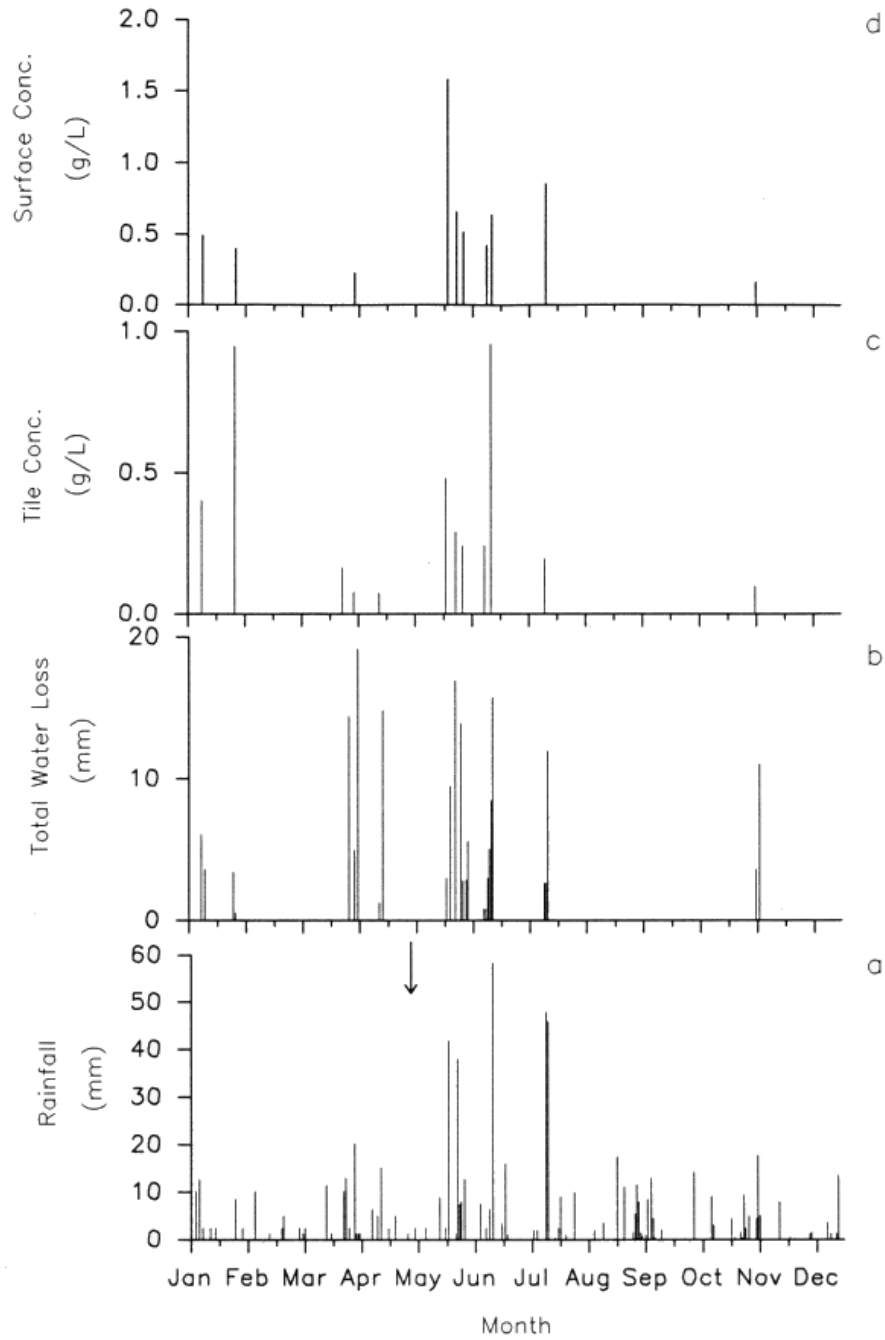 d
2.0
1.5
1.0
0.5
0.0
Surface Conc.
(g/L)
c
1.0
0.5
0.0
Tile Conc.
(g/L)
b
20
10
0
Total Water Loss
(mm)
a
60
50
40
30
20
10
0
Rainfall
(mm)
Jan Feb Mar Apr May Jun Jul Aug Sep Oct Nov Dec
Month